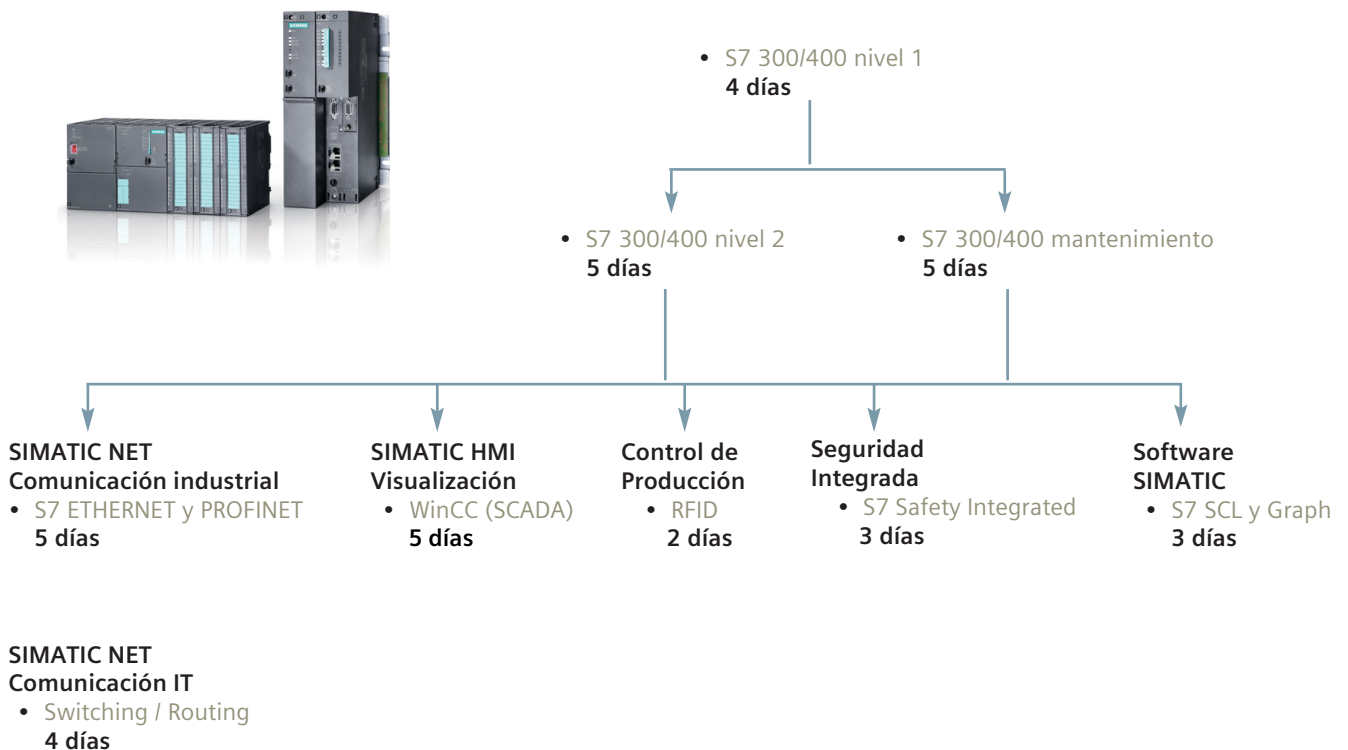 • S7 300/400 nivel 1
4 días
• S7 300/400 nivel 2
5 días
• S7 300/400 mantenimiento
5 días
SIMATIC NET
Comunicación industrial
• S7 ETHERNET y PROFINET
5 días
SIMATIC HMI
Visualización
• WinCC (SCADA)
5 días
Control de
Producción
• RFID
2 días
Seguridad
Integrada
• S7 Safety Integrated
3 días
Software
SIMATIC
• S7 SCL y Graph
3 días
SIMATIC NET
Comunicación IT
• Switching / Routing
4 días